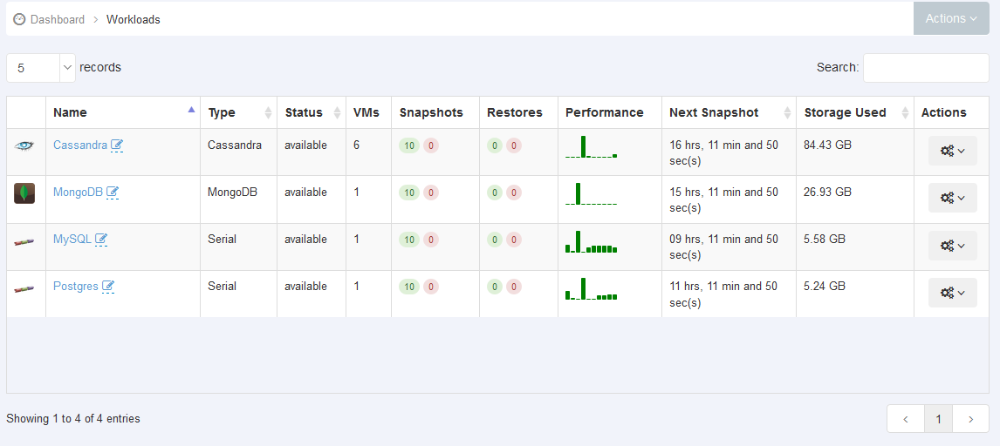 Dashboard > Workloads
Actions
5 records
Search:
Name Type Status VMs Snapshots Restores Performance Next Snapshot Storage Used Actions
Cassandra Cassandra available 6 10 0 0 0 16 hrs, 11 min and 50 84.43 GB
sec(s)
MongoDB MongoDB available 1 10 0 0 0 15 hrs, 11 min and 50 26.93 GB
sec(s)
MySQL Serial available 1 10 0 0 0 09 hrs, 11 min and 50 5.58 GB
sec(s)
Postgres Serial available 1 10 0 0 0 11 hrs, 11 min and 50 5.24 GB
sec(s)
Showing 1 to 4 of 4 entries
< 1 >